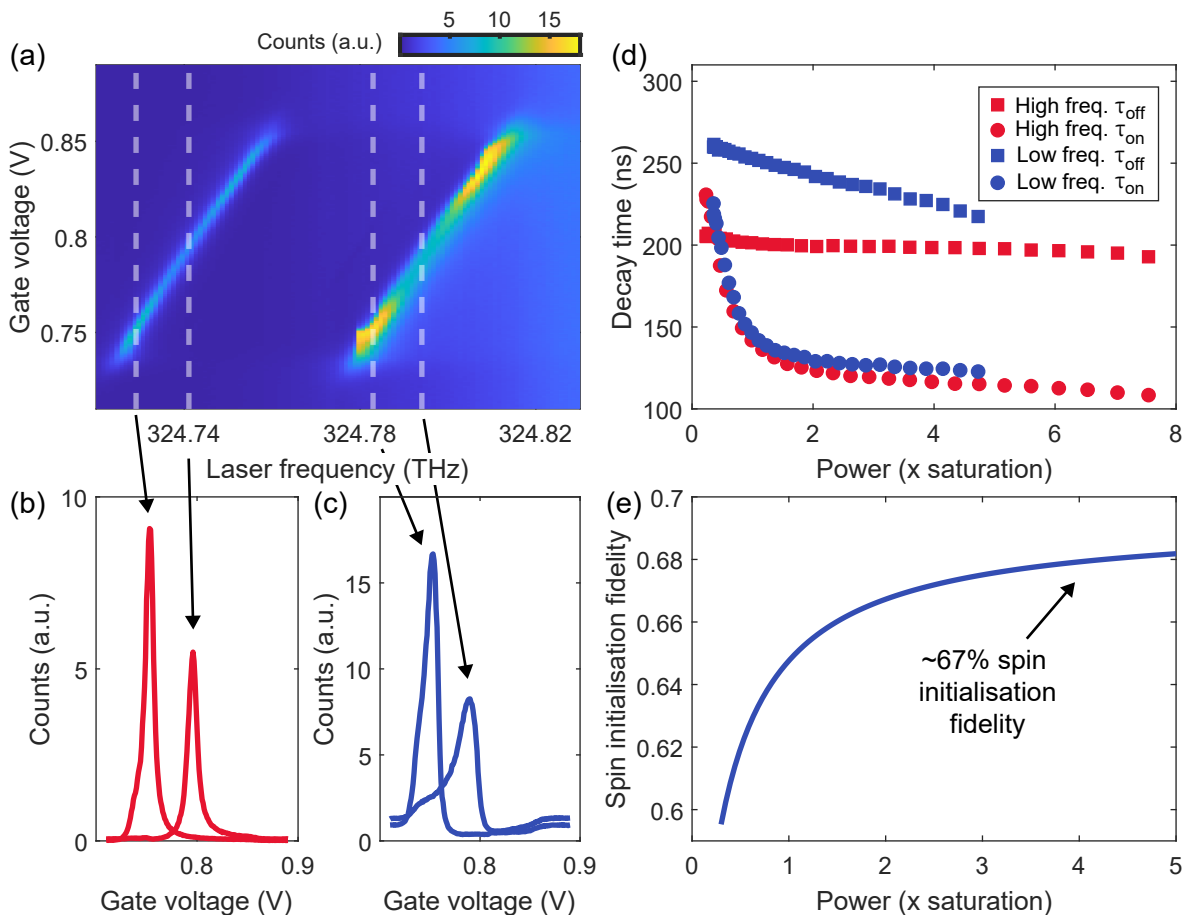 Counts (a.u.)
5 10 15
(a)
Gate voltage (V)
0.85
0.8
0.75
324.74 324.78 324.82
Laser frequency (THz)
(d)
Decay time (ns)
300
250
200
150
100
High freq. τoff
High freq. τon
Low freq. τoff
Low freq. τon
0 2 4 6 8
Power (x saturation)
(b)
Counts (a.u.)
10
5
0
0.8 0.9
Gate voltage (V)
(c)
Counts (a.u.)
15
10
5
0
0.8 0.9
Gate voltage (V)
(e)
Spin initialisation fidelity
0.7
0.68
0.66
0.64
0.62
0.6
~67% spin
initialisation
fidelity
0 1 2 3 4 5
Power (x saturation)